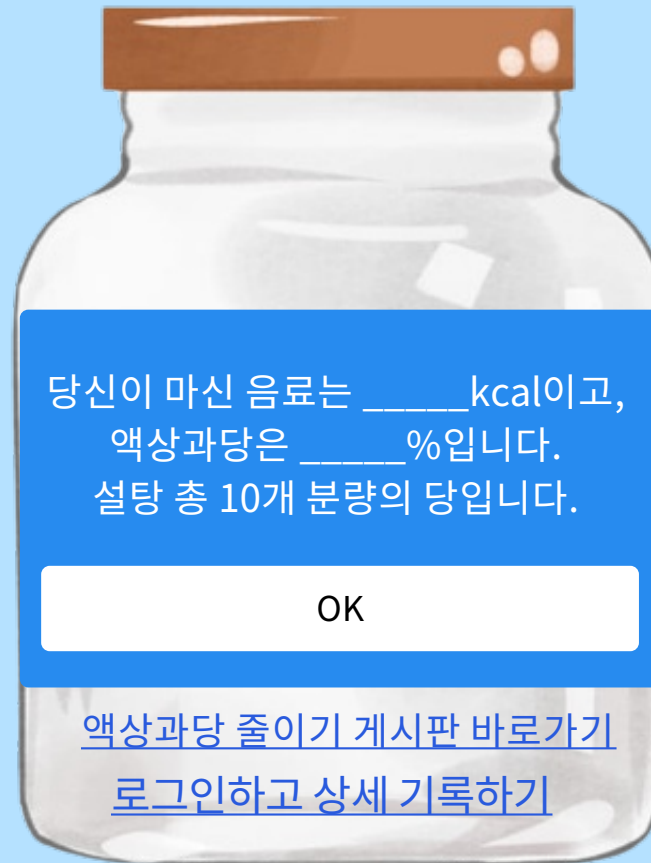 당신이 마신 음료는 _____kcal이고,
액상과당은 _____%입니다.
설탕 총 10개 분량의 당입니다.
OK
액상과당 줄이기 게시판 바로가기
로그인하고 상세 기록하기